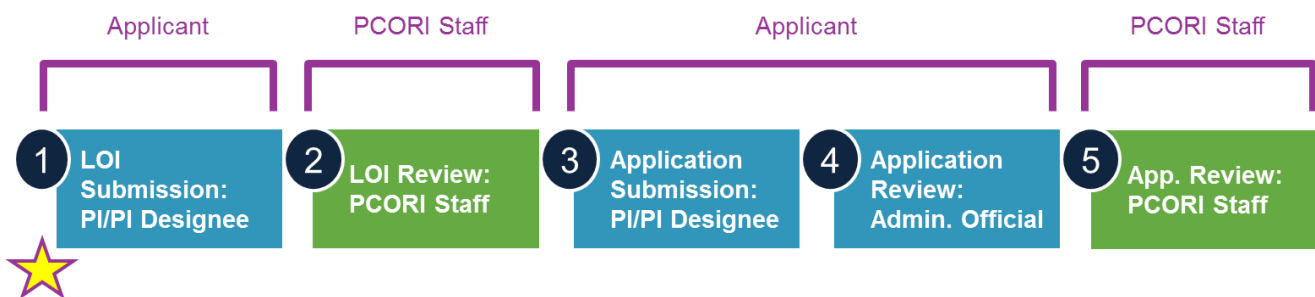 Applicant
PCORI Staff
Applicant
PCORI Staff
1
LOI
Submission:
PI/PI Designee
2
LOI Review:
PCORI Staff
3
Application
Submission:
PI/PI Designee
4
Application
Review:
Admin. Official
5
App. Review:
PCORI Staff